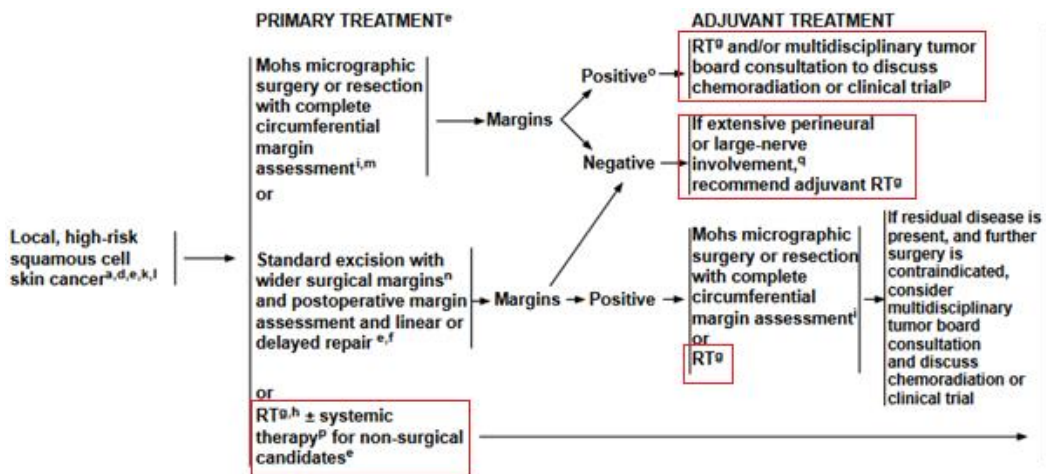 PRIMARY TREATMENTᵉ
ADJUVANT TREATMENT
Local, high-risk
squamous cell
skin cancerᵃ,ᵈ,ᵉ,ᵏ,ˡ
Mohs micrographic
surgery or resection
with complete
circumferential
margin
assessmentⁱ,ᵐ
or
Standard excision with
wider surgical marginsⁿ
and postoperative margin
assessment and linear or
delayed repair ᵉ,ᶠ
or
RTᵍ,ʰ ± systemic
therapyᵖ for non-surgical
candidatesᵉ
Margins
Positiveᵒ
Negative
RTᵍ and/or multidisciplinary tumor
board consultation to discuss
chemoradiation or clinical trialᵖ
If extensive perineural
or large-nerve
involvement,q
recommend adjuvant RTᵍ
Margins
Positive
Mohs micrographic
surgery or resection
with complete
circumferential
margin assessmentⁱ
or
RTᵍ
If residual disease is
present, and further
surgery is
contraindicated,
consider
multidisciplinary
tumor board
consultation
and discuss
chemoradiation or
clinical trial